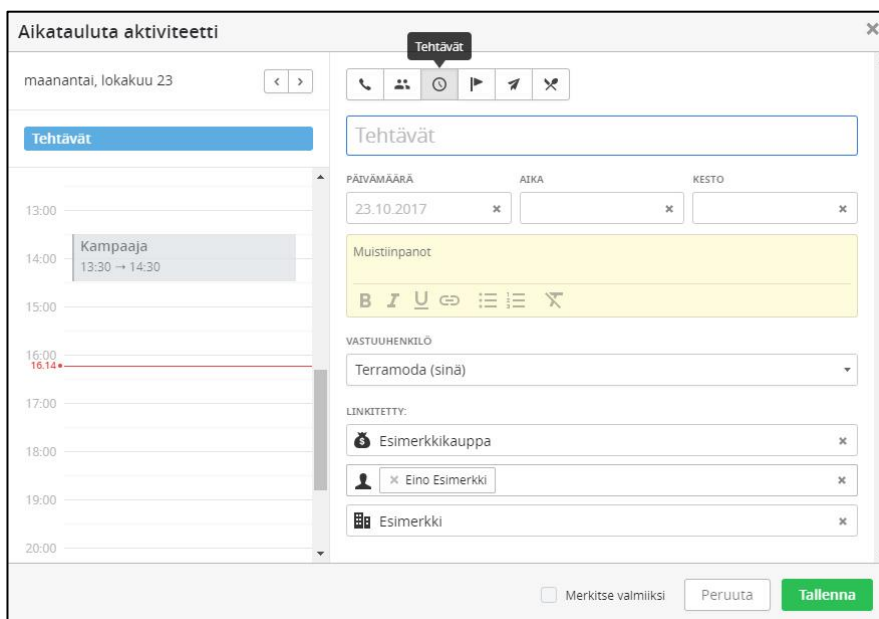 Aikatauluta aktiviteetti
Tehtävät
maanantai, lokakuu 23
Tehtävät
13:00
Kampaaja
14:00
13:30 → 14:30
15:00
16:00
16.14
17:00
18:00
19:00
20:00
Tehtävät
PÄIVÄMÄÄRÄ AIKA KESTO
23.10.2017
Muistiinpanot
B I U
VASTUUHENKILÖ
Terramoda (sinä)
LINKITETTY:
Esimerkkikauppa
Eino Esimerkki
Esimerkki
Merkitse valmiiksi Peruuta Tallenna